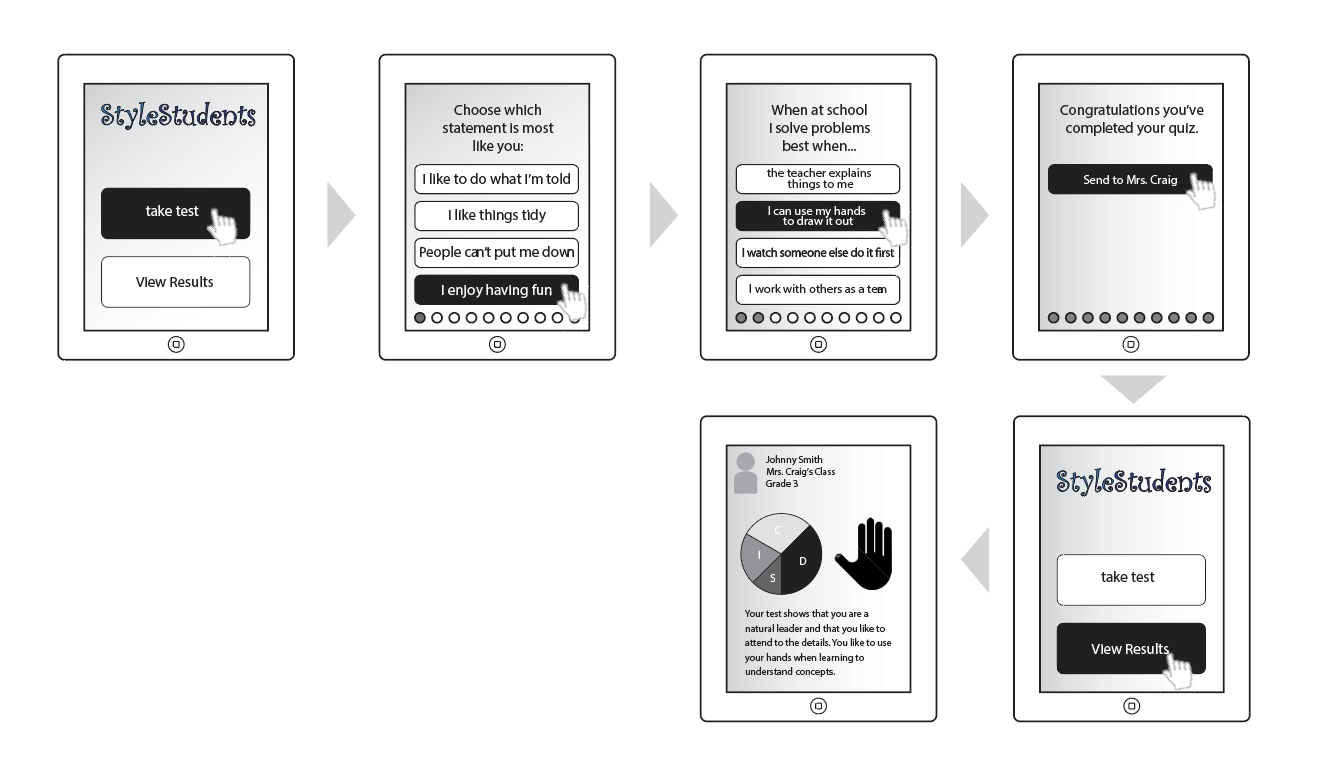 StyleStudents
take test
View Results
Choose which
statement is most
like you:
I like to do what I'm told
I like things tidy
People can't put me down
I enjoy having fun
When at school
I solve problems
best when...
the teacher explains
things to me
I can use my hands
to draw it out
I watch someone else do it first
I work with others as a team
Congratulations you've
completed your quiz.
Send to Mrs. Craig
Johnny Smith
Mrs. Craig's Class
Grade 3
C
I
D
S
Your test shows that you are a
natural leader and that you like to
attend to the details. You like to use
your hands when learning to
understand concepts.
StyleStudents
take test
View Results